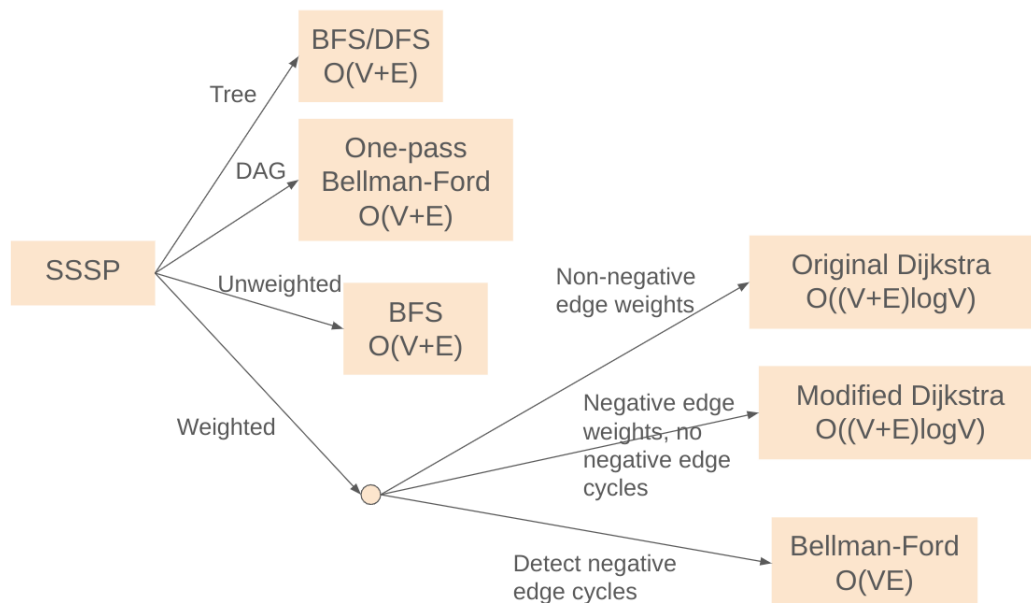 BFS/DFS
O(V+E)
Tree
One-pass
Bellman-Ford
O(V+E)
DAG
SSSP
Unweighted
BFS
O(V+E)
Weighted
Non-negative
edge weights
Original Dijkstra
O((V+E)logV)
Negative edge
weights, no
negative edge
cycles
Modified Dijkstra
O((V+E)logV)
Detect negative
edge cycles
Bellman-Ford
O(VE)